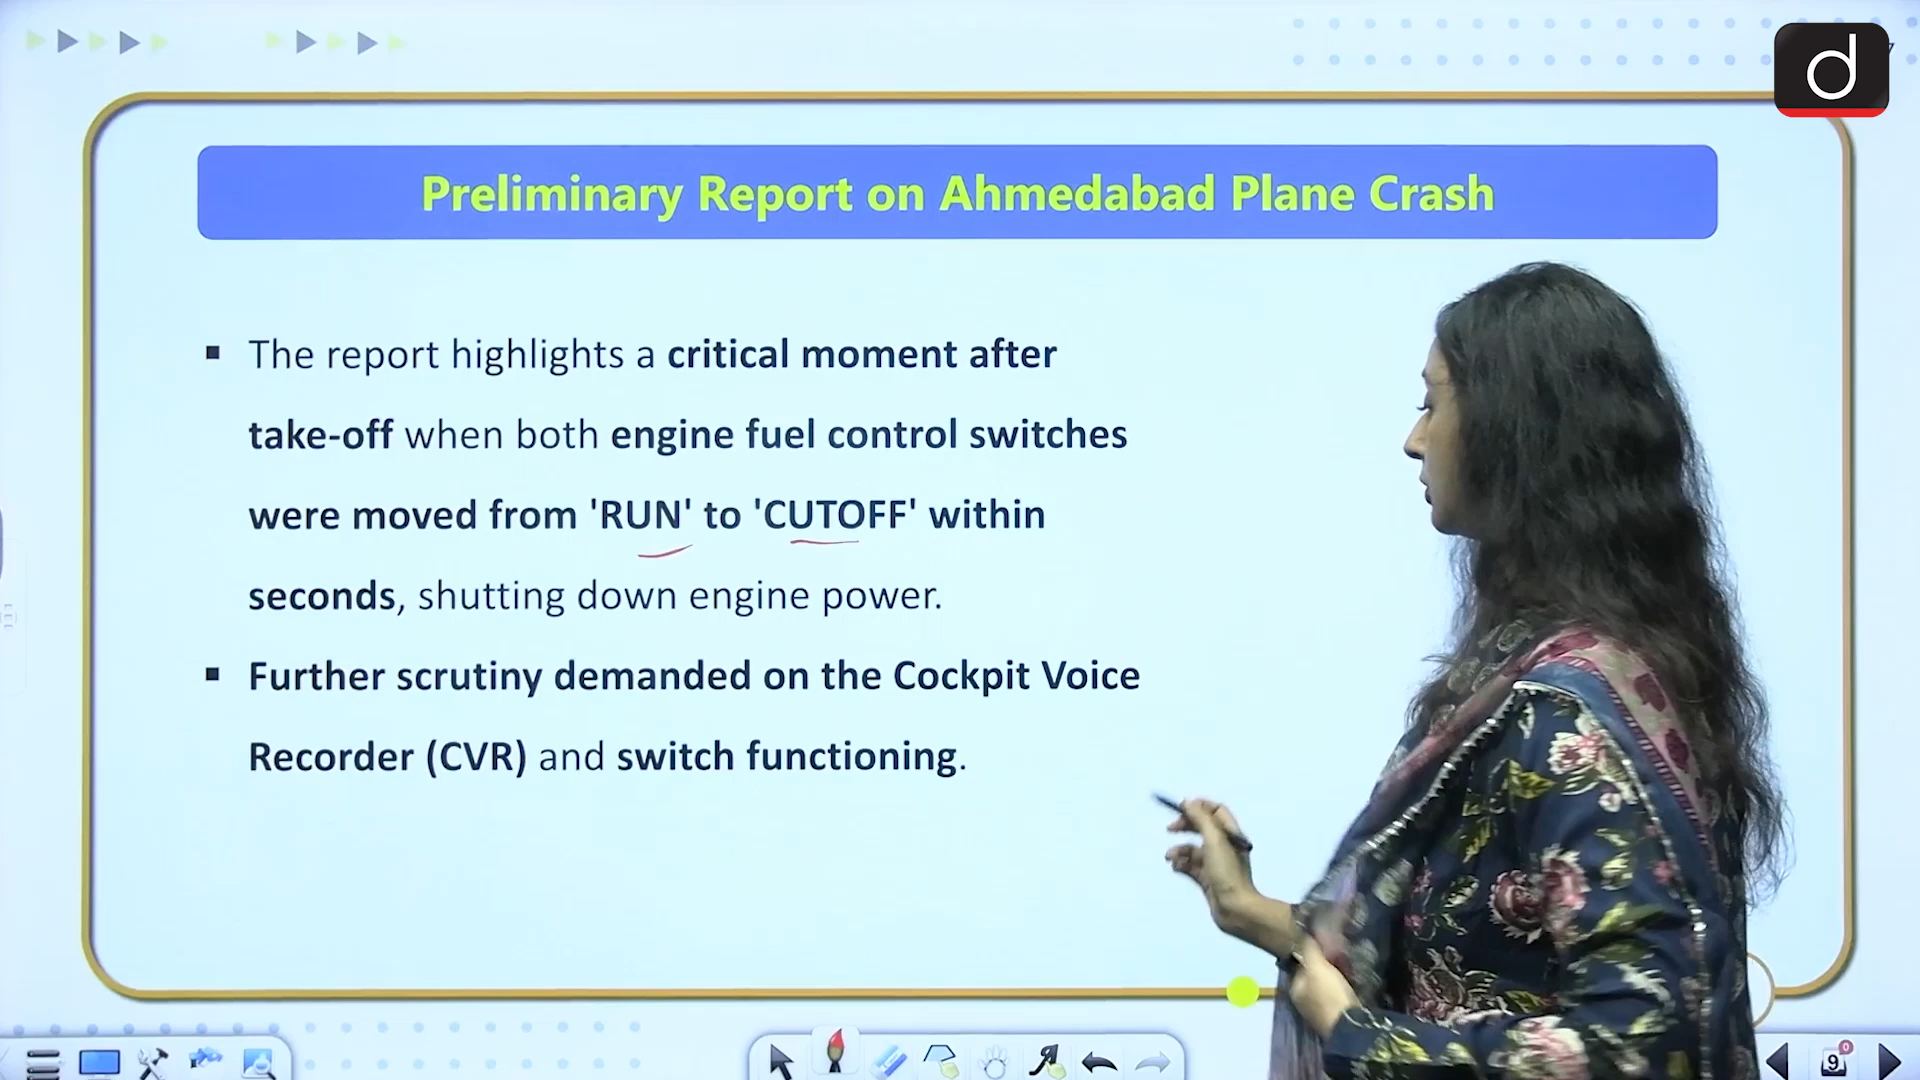 d
Preliminary Report on Ahmedabad Plane Crash
▪ The report highlights a critical moment after
take-off when both engine fuel control switches
were moved from 'RUN' to 'CUTOFF' within
seconds, shutting down engine power.
▪ Further scrutiny demanded on the Cockpit Voice
Recorder (CVR) and switch functioning.
9
0